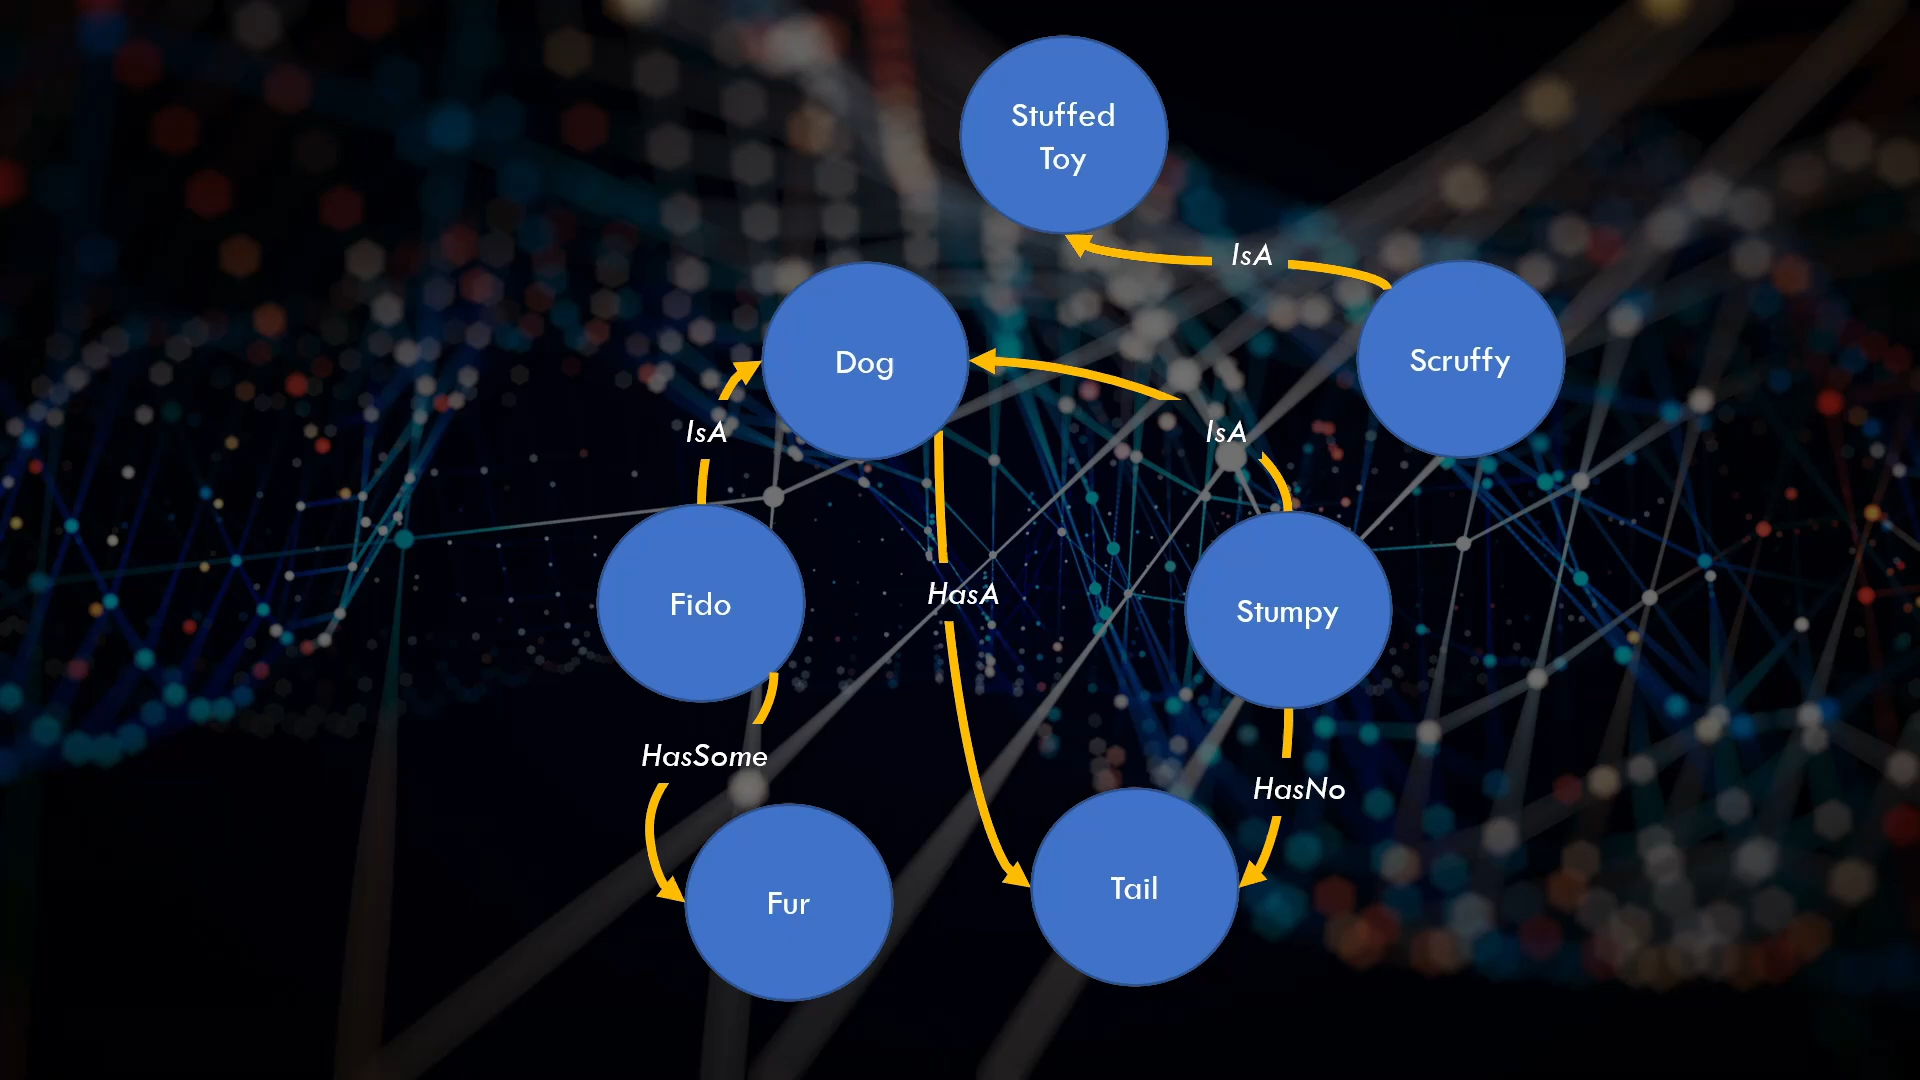 Stuffed
Toy
IsA
Dog
Scruffy
IsA
IsA
Fido
HasA
Stumpy
HasSome
HasNo
Fur
Tail